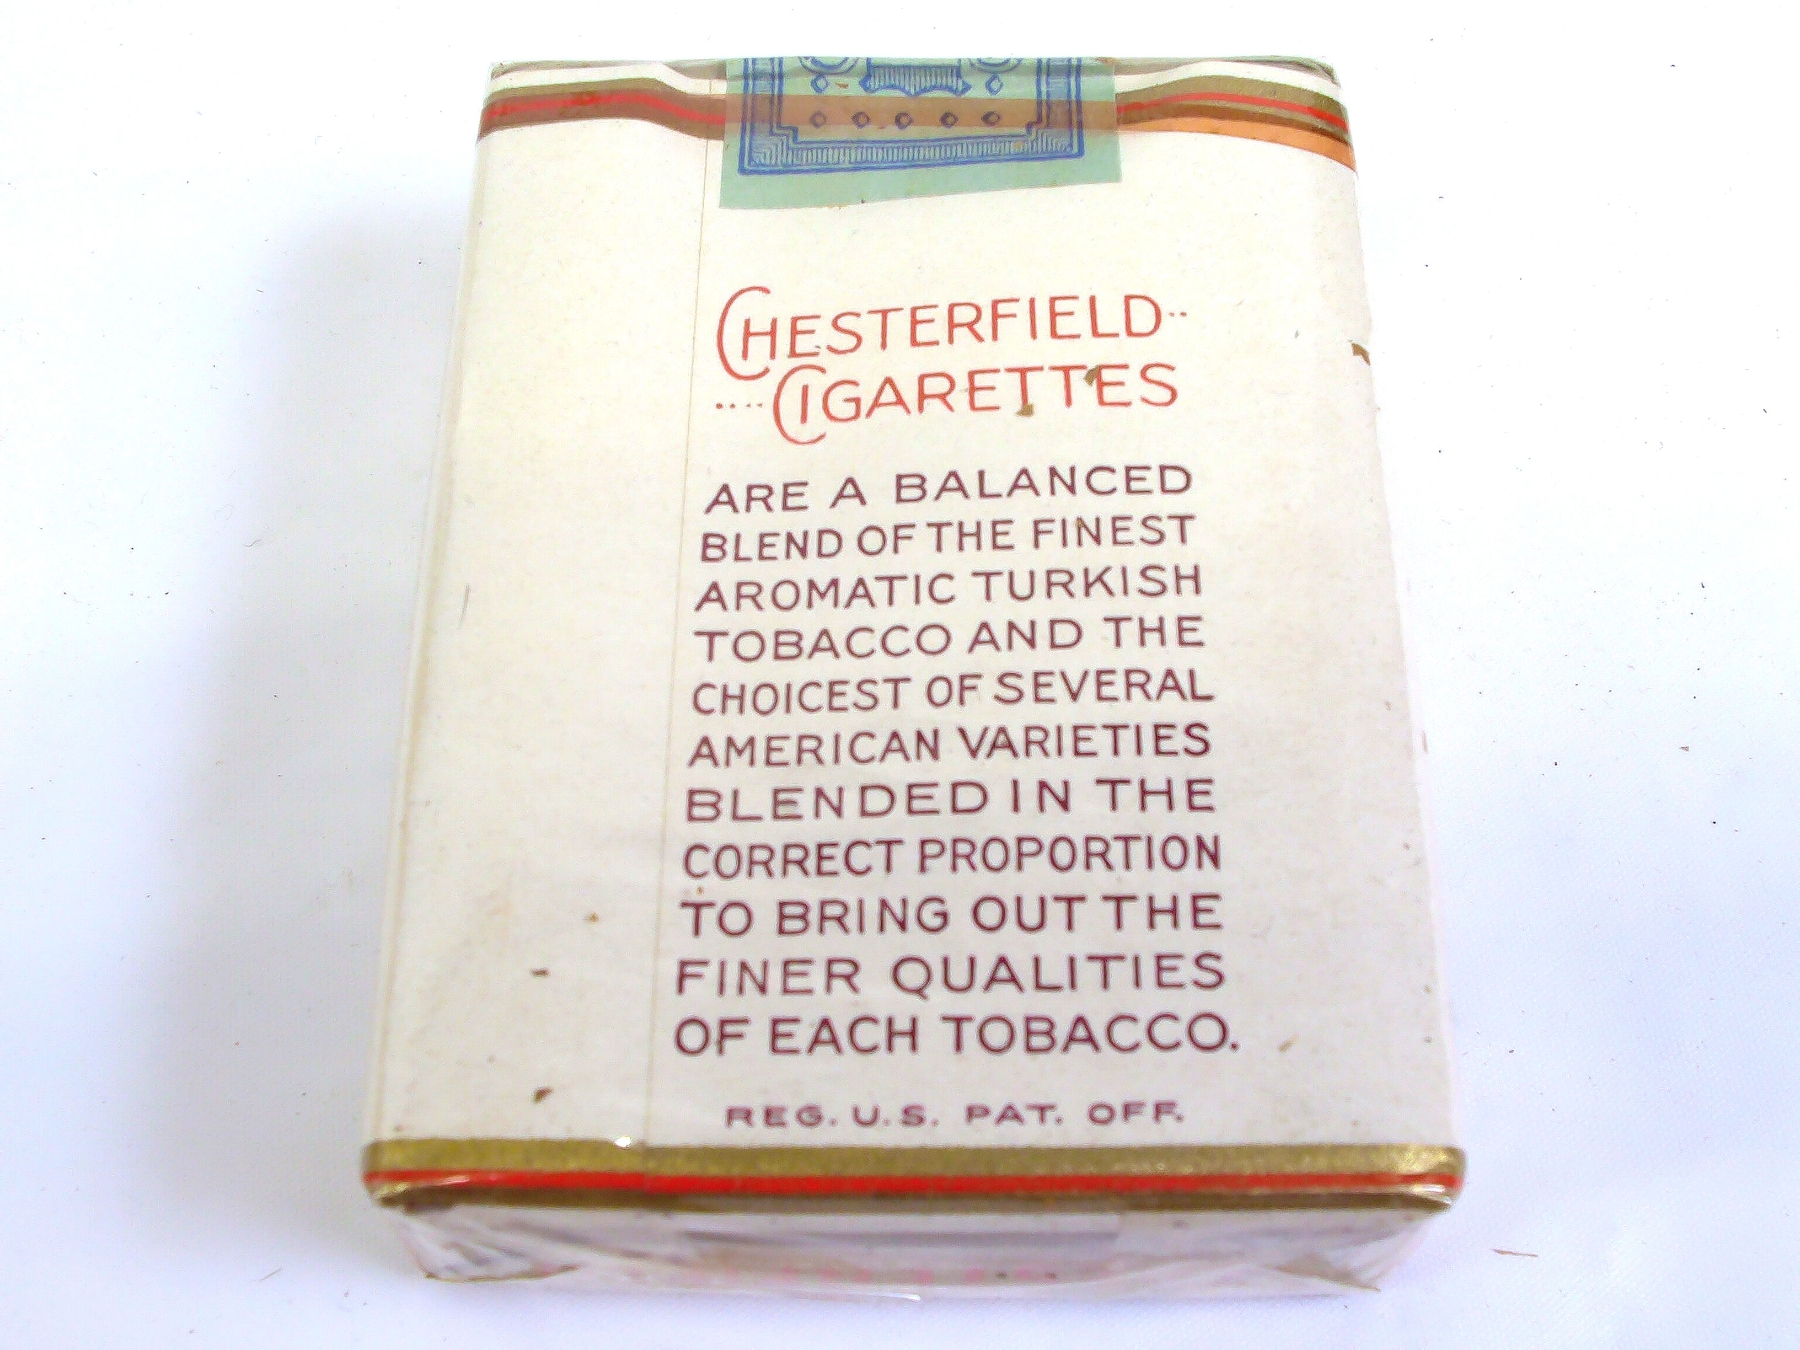 CHESTERFIELD
CIGARETTES
ARE A BALANCED
BLEND OF THE FINEST
AROMATIC TURKISH
TOBACCO AND THE
CHOICEST OF SEVERAL
AMERICAN VARIETIES
BLENDED IN THE
CORRECT PROPORTION
TO BRING OUT THE
FINER QUALITIES
OF EACH TOBACCO.
REG. U.S. PAT. OFF.